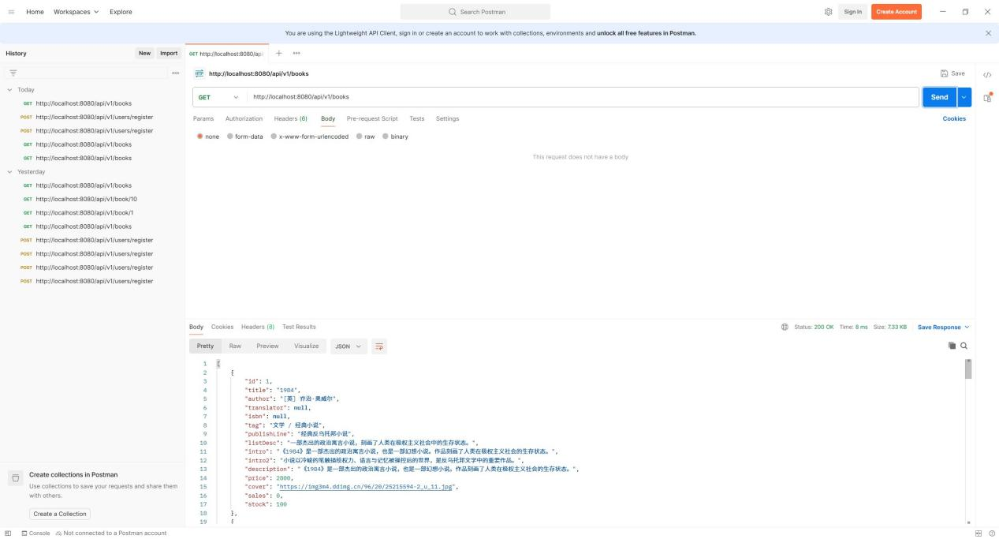 Home Workspaces Explore
Search Postman
Sign In Create Account
You are using the Lightweight API Client, sign in or create an account to work with collections, environments and unlock all free features in Postman.
History New Import
GET http://localhost:8080/api
http://localhost:8080/api/v1/books
Save
GET http://localhost:8080/api/v1/books
Send
Params Authorization Headers (6) Body Pre-request Script Tests Settings
Cookies
none form-data x-www-form-urlencoded raw binary
This request does not have a body
Today
GET http://localhost:8080/api/v1/books
POST http://localhost:8080/api/v1/users/register
POST http://localhost:8080/api/v1/users/register
GET http://localhost:8080/api/v1/books
GET http://localhost:8080/api/v1/books
Yesterday
GET http://localhost:8080/api/v1/books
GET http://localhost:8080/api/v1/book/10
GET http://localhost:8080/api/v1/book/1
GET http://localhost:8080/api/v1/books
POST http://localhost:8080/api/v1/users/register
POST http://localhost:8080/api/v1/users/register
POST http://localhost:8080/api/v1/users/register
POST http://localhost:8080/api/v1/users/register
Body Cookies Headers (8) Test Results
Status: 200 OK Time: 8 ms Size: 7.33 KB Save Response
Pretty Raw Preview Visualize JSON
1 [
2 {
3 "id": 1,
4 "title": "1984",
5 "author": "[英] 乔治·奥威尔",
6 "translator": null,
7 "isbn": null,
8 "tag": "文学 / 经典小说",
9 "publishLine": "经典反乌托邦小说",
10 "listDesc": "一部杰出的政治寓言小说，刻画了人类在极权主义社会中的生存状态。",
11 "intro": "《1984》是一部杰出的政治寓言小说，也是一部幻想小说。作品刻画了人类在极权主义社会的生存状态。",
12 "intro2": "小说以冷峻的笔触描绘权力、语言与记忆被操控后的世界，是反乌托邦文学中的重要作品。",
13 "description": "《1984》是一部杰出的政治寓言小说，也是一部幻想小说。作品刻画了人类在极权主义社会的生存状态。",
14 "price": 2800,
15 "cover": "https://img3m4.ddimg.cn/96/20/25215594-2_u_11.jpg",
16 "sales": 0,
17 "stock": 100
18 },
19 {
Create collections in Postman
Use collections to save your requests and share them
with others.
Create a Collection
Console Not connected to a Postman account